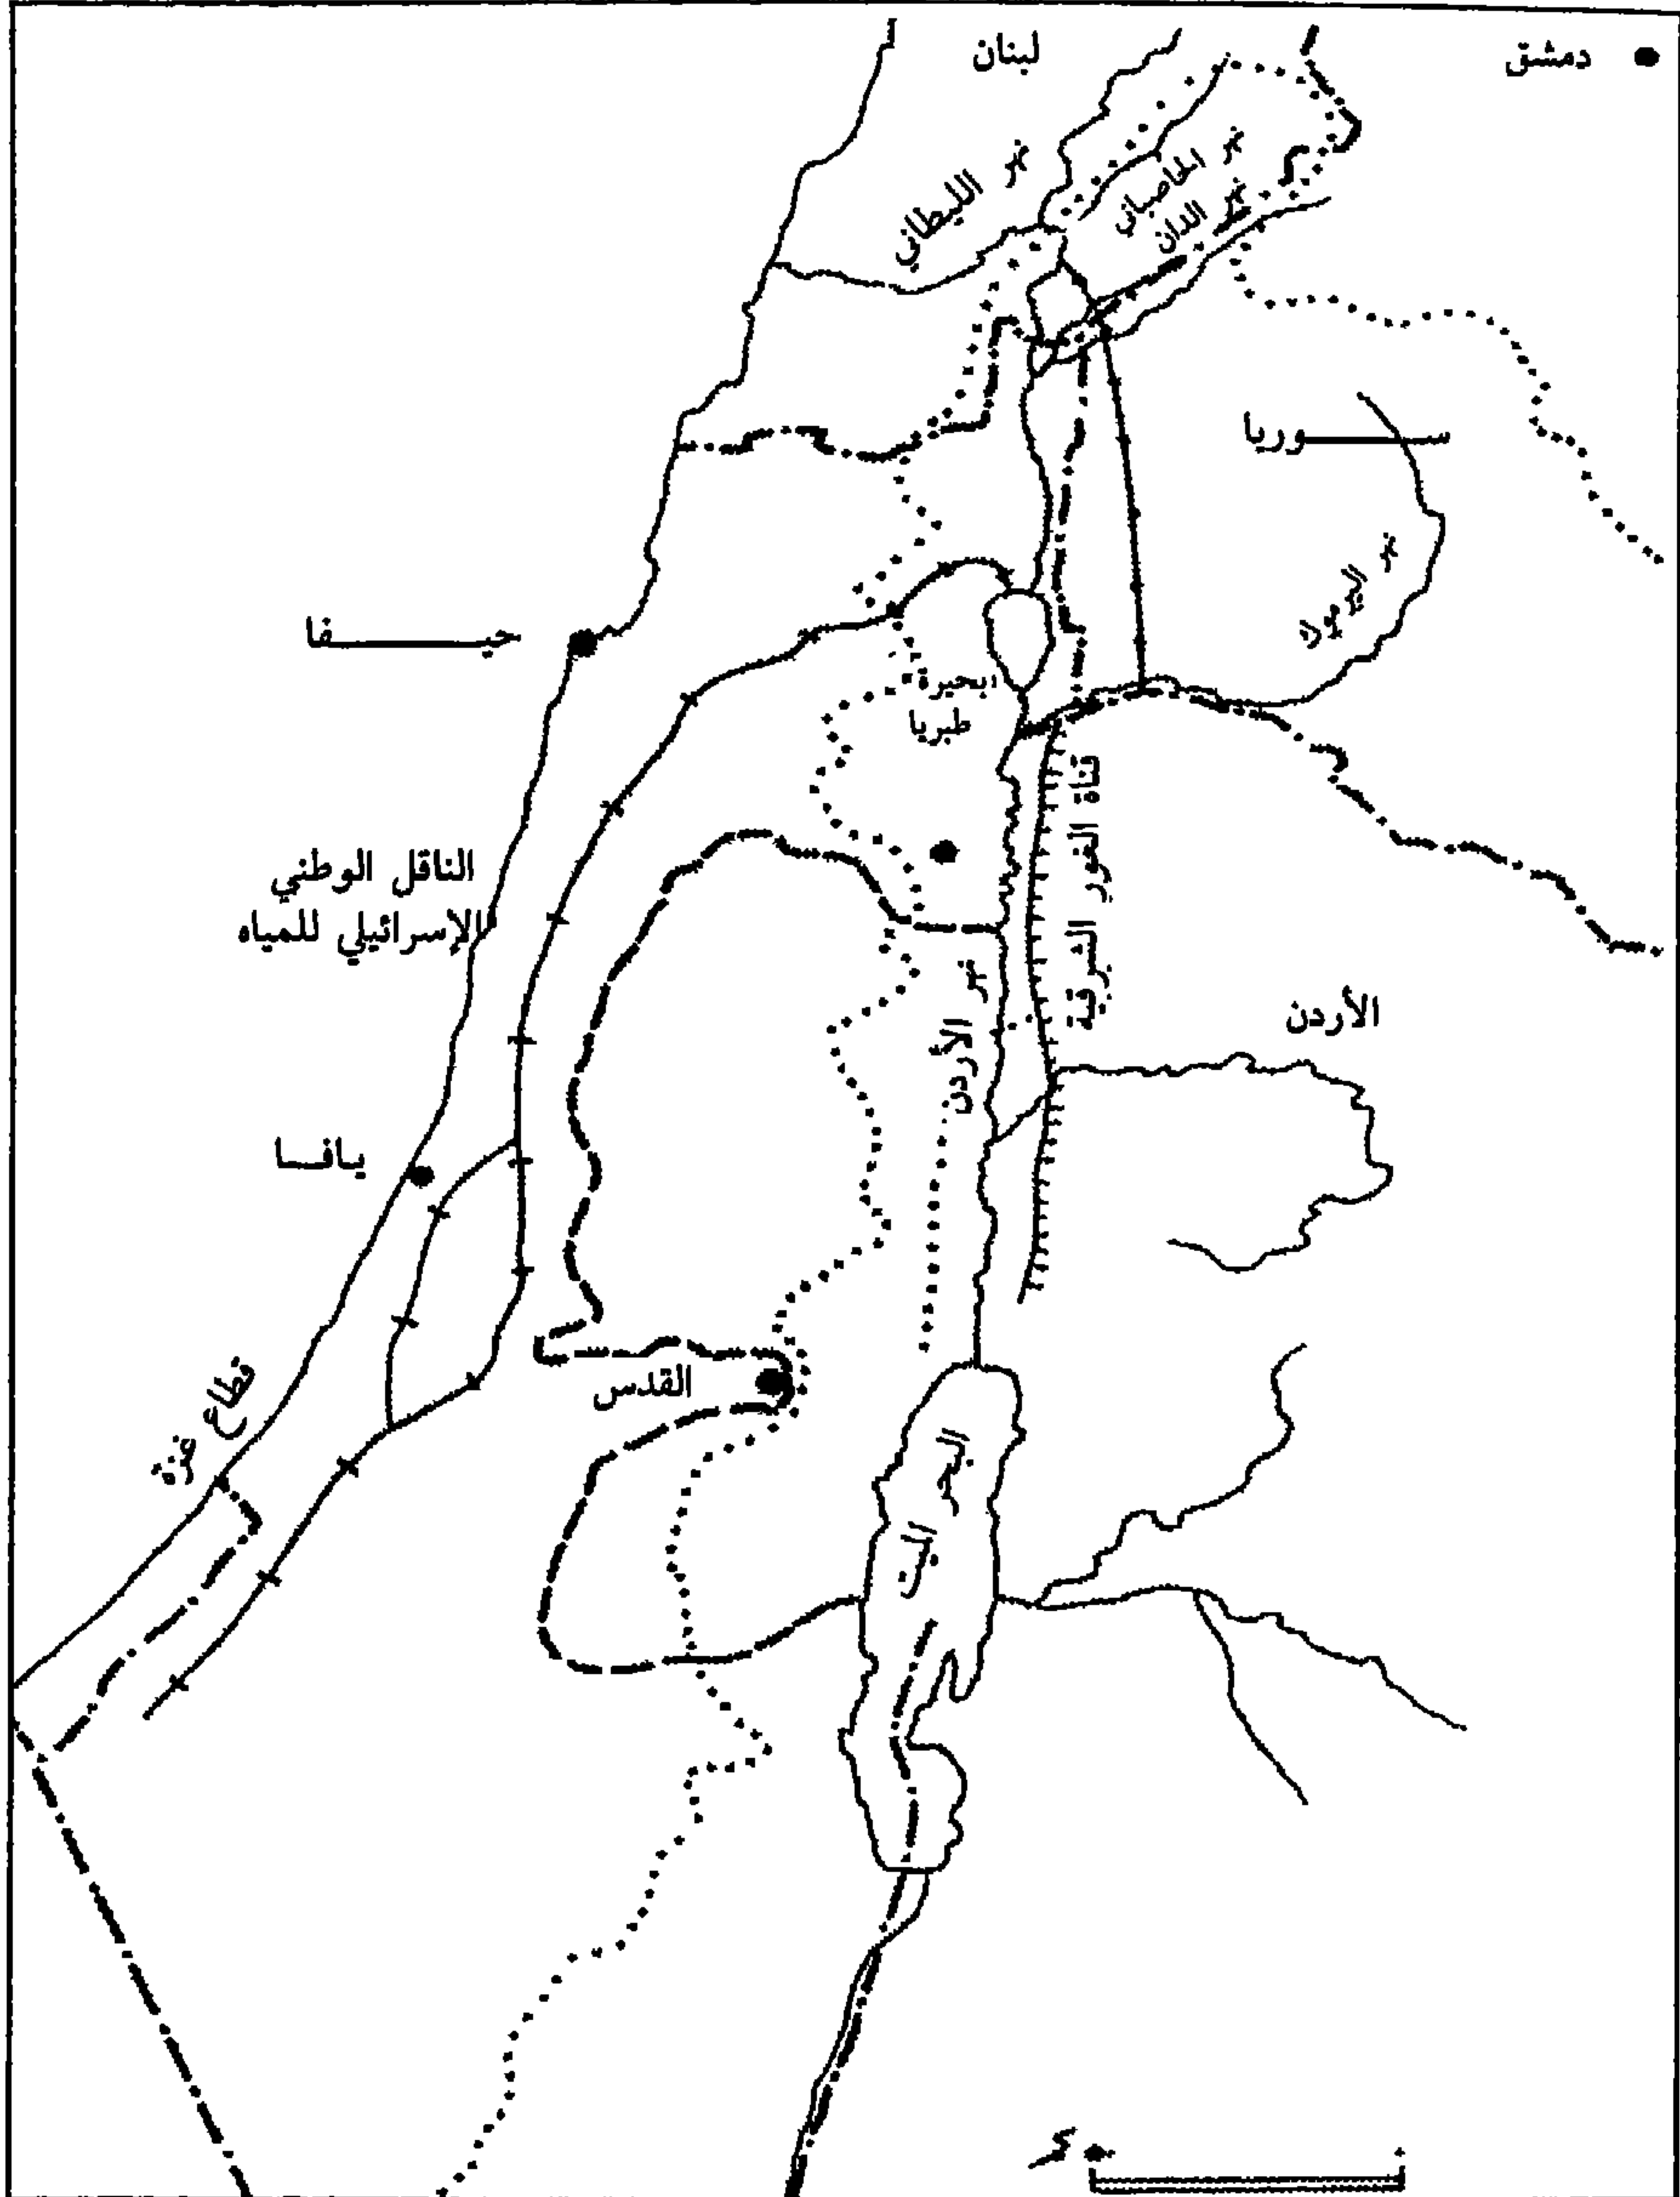 دمشق
لبنان
نهر الليطاني
نهر الحاصباني
نهر الدان
سوريا
نهر اليرموك
حيفا
بحيرة
طبريا
قناة الغور الشرقية
الناقل الوطني
الإسرائيلي للمياه
نهر الأردن
الأردن
يافا
القدس
قطاع غزة
البحر
الميت